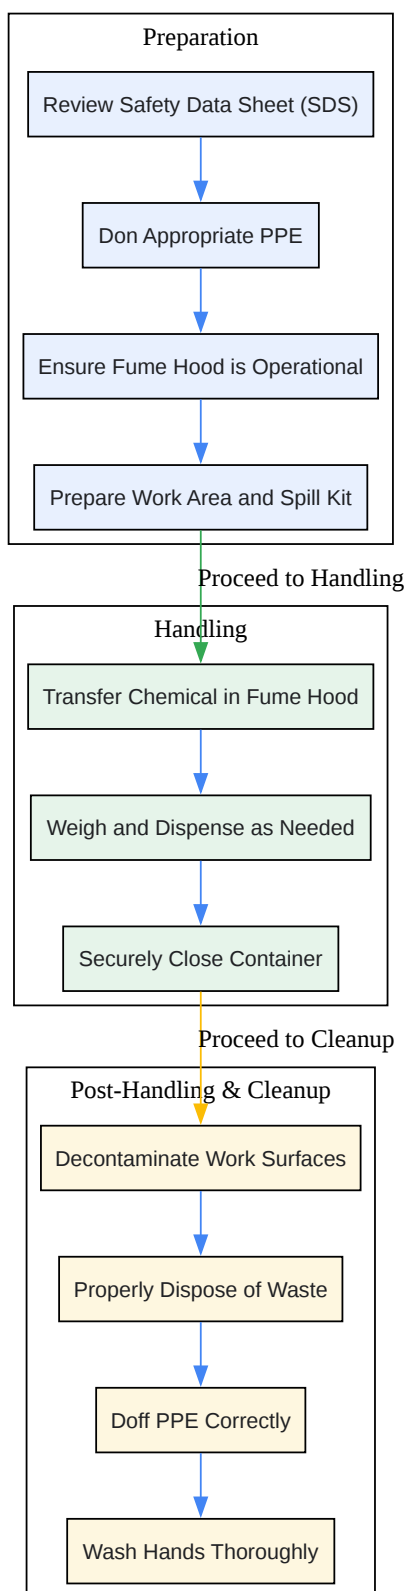 Preparation
Review Safety Data Sheet (SDS)
Don Appropriate PPE
Ensure Fume Hood is Operational
Prepare Work Area and Spill Kit
Proceed to Handling
Handling
Transfer Chemical in Fume Hood
Weigh and Dispense as Needed
Securely Close Container
Proceed to Cleanup
Post-Handling & Cleanup
Decontaminate Work Surfaces
Properly Dispose of Waste
Doff PPE Correctly
Wash Hands Thoroughly